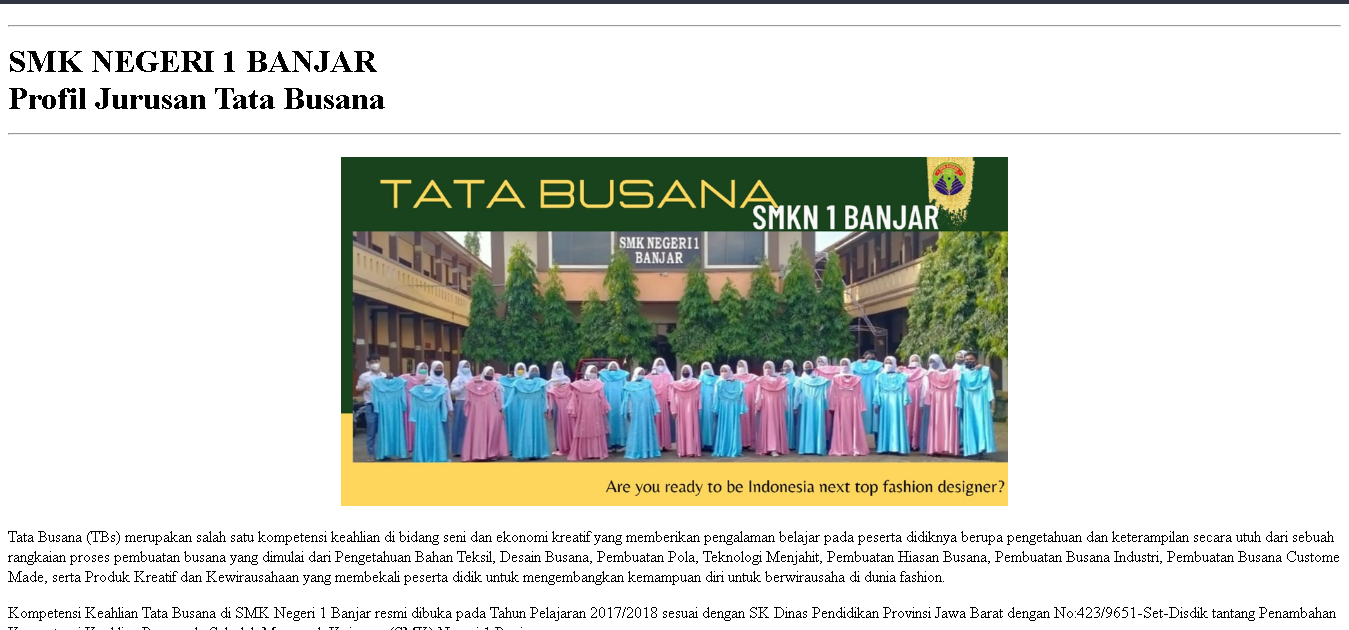 SMK NEGERI 1 BANJAR
Profil Jurusan Tata Busana
TATA BUSANA
SMKN 1 BANJAR
SMK NEGERI 1
BANJAR
Are you ready to be Indonesia next top fashion designer?
Tata Busana (TBs) merupakan salah satu kompetensi keahlian di bidang seni dan ekonomi kreatif yang memberikan pengalaman belajar pada peserta didiknya berupa pengetahuan dan keterampilan secara utuh dari sebuah
rangkaian proses pembuatan busana yang dimulai dari Pengetahuan Bahan Teksil, Desain Busana, Pembuatan Pola, Teknologi Menjahit, Pembuatan Hiasan Busana, Pembuatan Busana Industri, Pembuatan Busana Custome
Made, serta Produk Kreatif dan Kewirausahaan yang membekali peserta didik untuk mengembangkan kemampuan diri untuk berwirausaha di dunia fashion.
Kompetensi Keahlian Tata Busana di SMK Negeri 1 Banjar resmi dibuka pada Tahun Pelajaran 2017/2018 sesuai dengan SK Dinas Pendidikan Provinsi Jawa Barat dengan No:423/9651-Set-Disdik tantang Penambahan